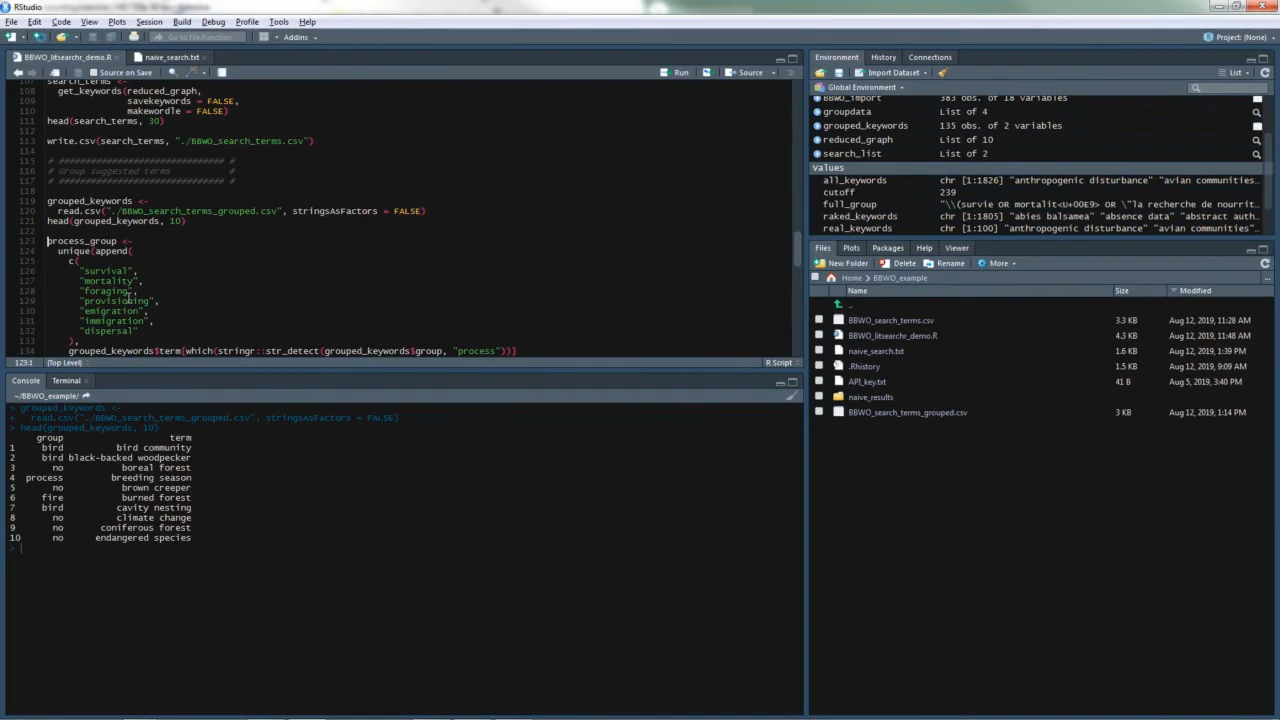 RStudio
File Edit Code View Plots Session Build Debug Profile Tools Help
Go to file/function Addins Project: (None)
BBWO_litsearchr_demo.R naive_search.txt
Source on Save Run Source
107 search_terms <-
108 get_keywords(reduced_graph,
109 savekeywords = FALSE,
110 makewordle = FALSE)
111 head(search_terms, 30)
112
113 write.csv(search_terms, "./BBWO_search_terms.csv")
114
115 # ############################### #
116 # Group suggested terms #
117 # ############################### #
118
119 grouped_keywords <-
120 read.csv("./BBWO_search_terms_grouped.csv", stringsAsFactors = FALSE)
121 head(grouped_keywords, 10)
122
123 process_group <-
124 unique(append(
125 c(
126 "survival",
127 "mortality",
128 "foraging",
129 "provisioning",
130 "emigration",
131 "immigration",
132 "dispersal"
133 ),
134 grouped_keywords$term[which(stringr::str_detect(grouped_keywords$group, "process"))]
123:1 (Top Level) R Script
Console Terminal
~/BBWO_example/
> grouped_keywords <-
+ read.csv("./BBWO_search_terms_grouped.csv", stringsAsFactors = FALSE)
> head(grouped_keywords, 10)
group term
1 bird bird community
2 bird black-backed woodpecker
3 no boreal forest
4 process breeding season
5 no brown creeper
6 fire burned forest
7 bird cavity nesting
8 no climate change
9 no coniferous forest
10 no endangered species
>
Environment History Connections
Import Dataset List
Global Environment
BBWO_import 383 obs. of 18 variables
groupdata List of 4
grouped_keywords 135 obs. of 2 variables
reduced_graph List of 10
search_list List of 2
Values
all_keywords chr [1:1826] "anthropogenic disturbance" "avian communities…
cutoff 239
full_group "\\(survie OR mortalit<U+00E9> OR \"la recherche de nourrit…
raked_keywords chr [1:1805] "abies balsamea" "absence data" "abstract auth…
real_keywords chr [1:100] "anthropogenic disturbance" "avian communities"…
Files Plots Packages Help Viewer
New Folder Delete Rename More
Home BBWO_example ...
Name Size Modified
..
BBWO_search_terms.csv 3.3 KB Aug 12, 2019, 11:28 AM
BBWO_litsearchr_demo.R 4.3 KB Aug 12, 2019, 11:48 AM
naive_search.txt 1.6 KB Aug 12, 2019, 1:39 PM
.Rhistory 1.5 KB Aug 12, 2019, 9:09 AM
API_key.txt 41 B Aug 5, 2019, 3:40 PM
naive_results
BBWO_search_terms_grouped.csv 3 KB Aug 12, 2019, 1:14 PM